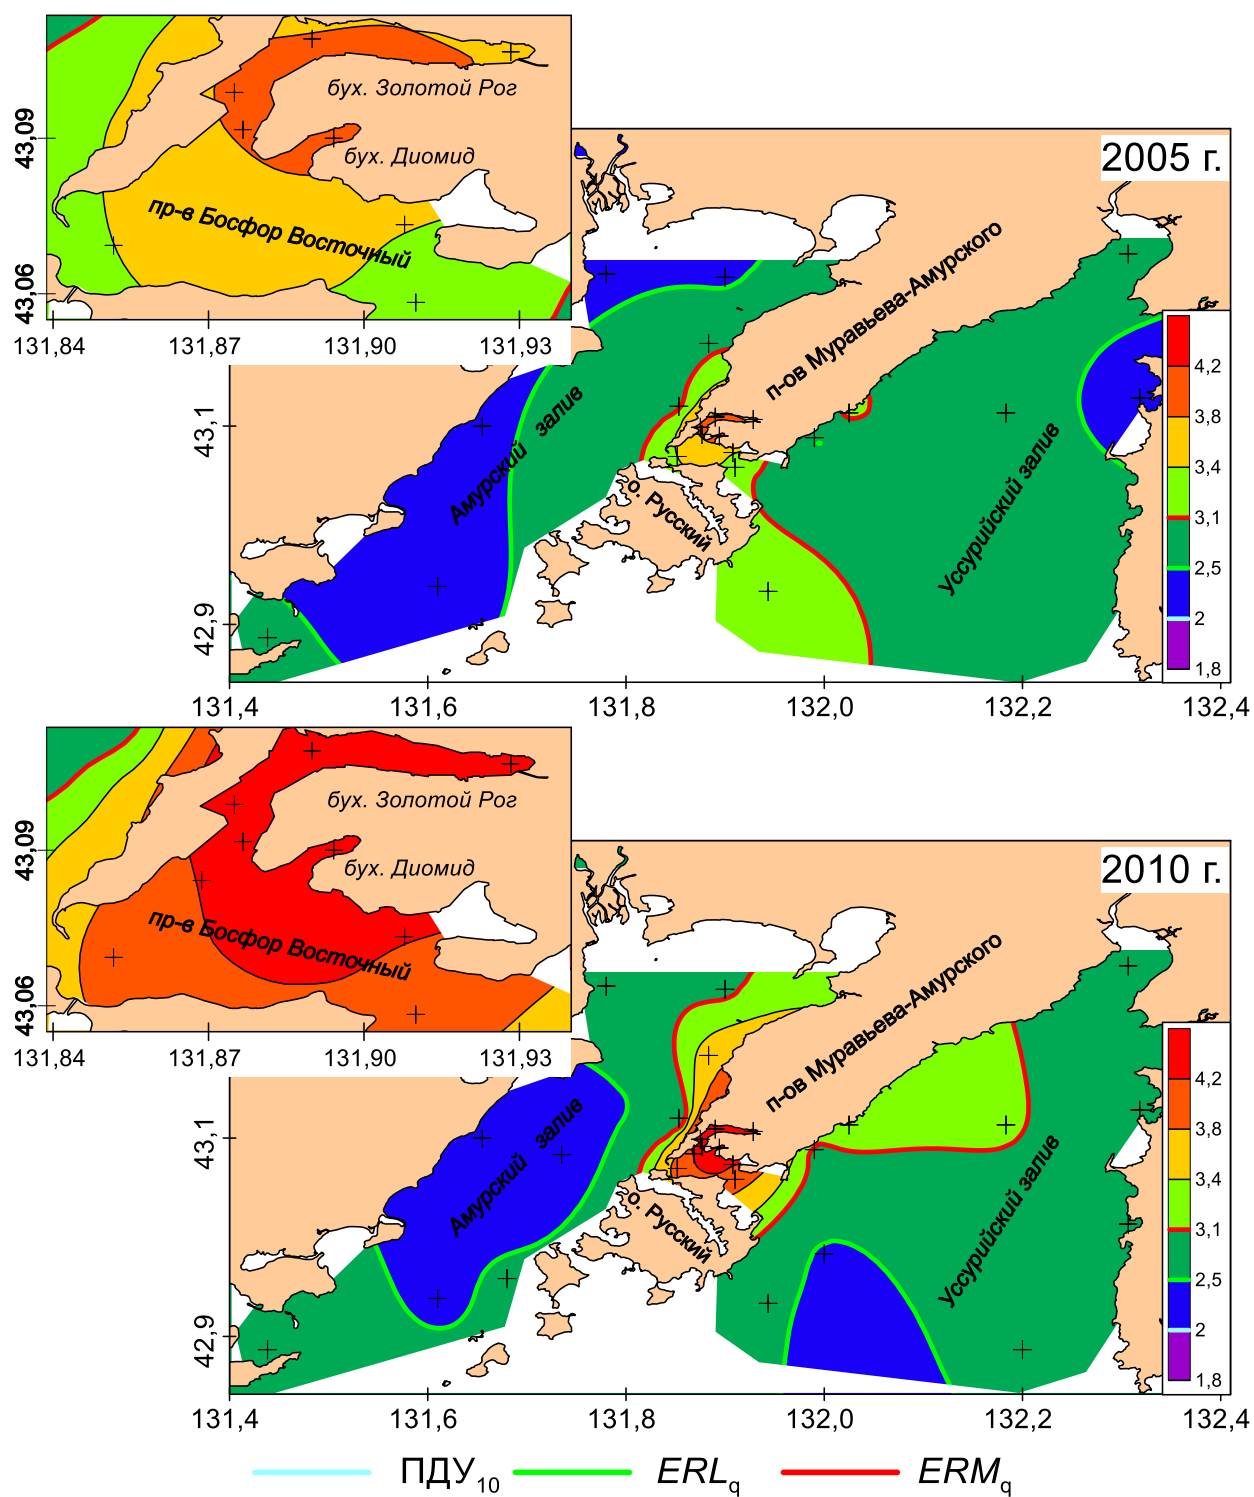 бух. Золотой Рог
бух. Диомид
пр-в Босфор Восточный
43,09
43,06
131,84 131,87 131,90 131,93
2005 г.
п-ов Муравьева-Амурского
Амурский залив
Уссурийский залив
о. Русский
43,1
42,9
4,2
3,8
3,4
3,1
2,5
2
1,8
131,4 131,6 131,8 132,0 132,2 132,4
бух. Золотой Рог
бух. Диомид
пр-в Босфор Восточный
43,09
43,06
131,84 131,87 131,90 131,93
2010 г.
п-ов Муравьева-Амурского
Амурский залив
Уссурийский залив
о. Русский
43,1
42,9
4,2
3,8
3,4
3,1
2,5
2
1,8
131,4 131,6 131,8 132,0 132,2 132,4
ПДУ10 ERLq ERMq